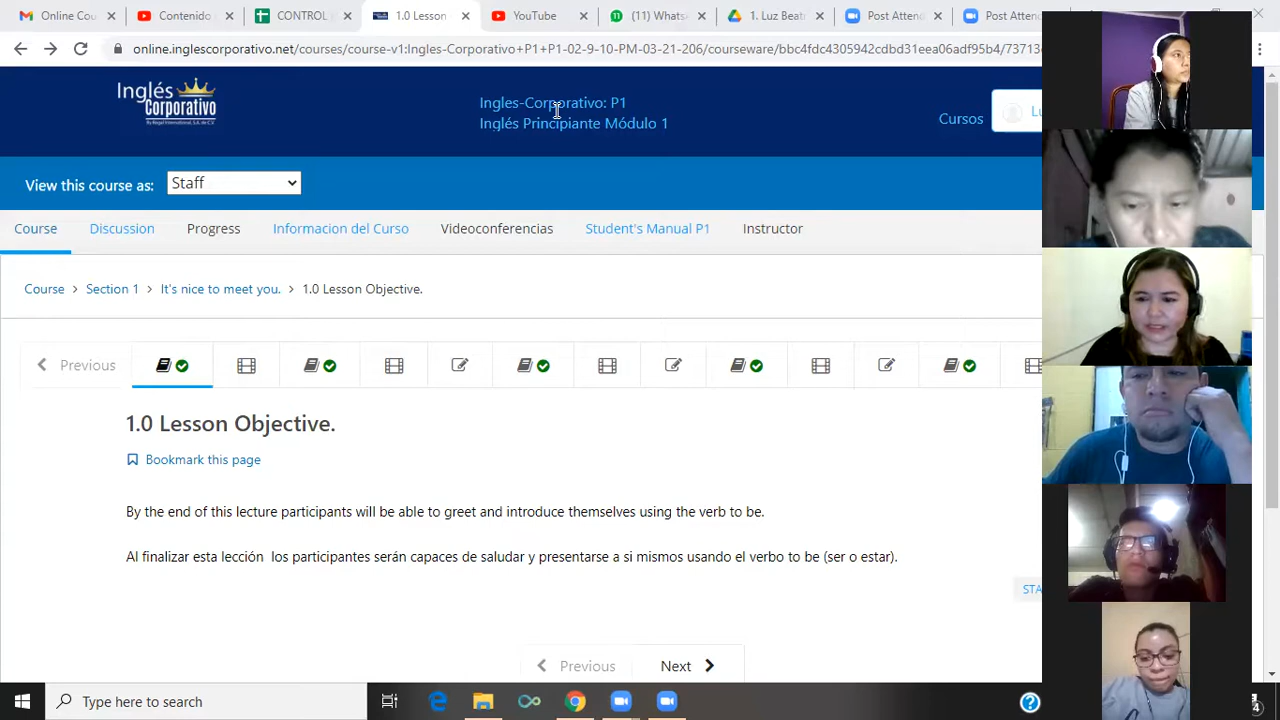 Online Cou
Contenido
CONTROL
1.0 Lesson
YouTube
(11) Whats
1. Luz Beat
Post Attend
Post Attend
online.inglescorporativo.net/courses/course-v1:Ingles-Corporativo+P1+P1-02-9-10-PM-03-21-206/courseware/bbc4fdc4305942cdbd31eea06adf95b4/73713
Inglés
Corporativo
By Regal International, S.A. de C.V.
Ingles-Corporativo: P1
Inglés Principiante Módulo 1
Cursos
View this course as:
Staff
Course
Discussion
Progress
Informacion del Curso
Videoconferencias
Student's Manual P1
Instructor
Course > Section 1 > It's nice to meet you. > 1.0 Lesson Objective.
Previous
1.0 Lesson Objective.
Bookmark this page
By the end of this lecture participants will be able to greet and introduce themselves using the verb to be.
Al finalizar esta lección los participantes serán capaces de saludar y presentarse a si mismos usando el verbo to be (ser o estar).
STA
Previous
Next
Type here to search